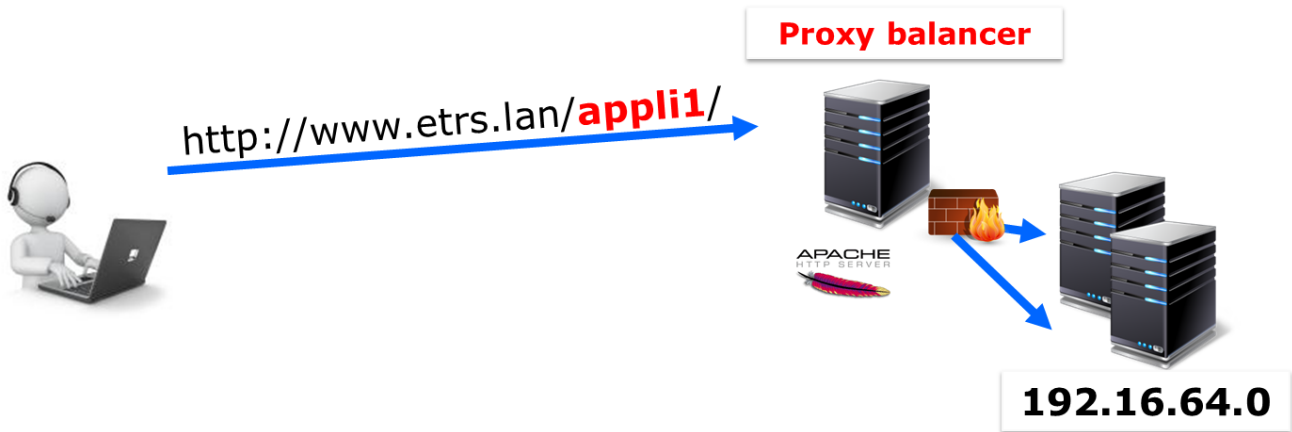 Proxy balancer
http://www.etrs.lan/appli1/
APACHE
HTTP SERVER
192.16.64.0